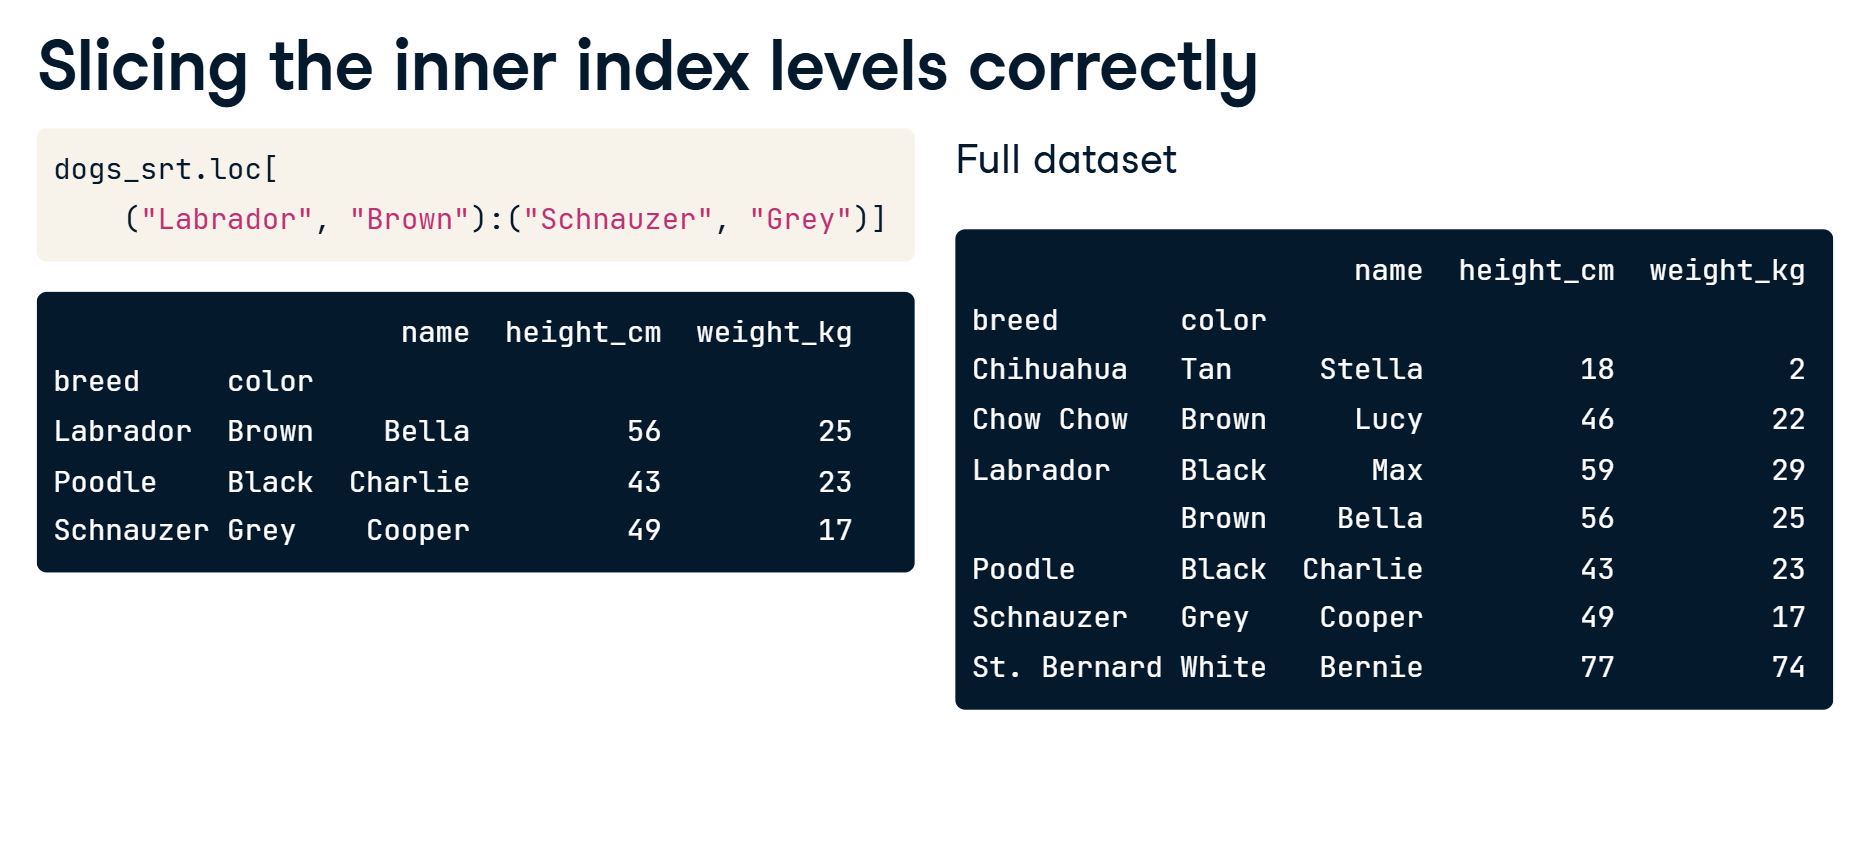 Slicing the inner index levels correctly
dogs_srt.loc[
    ("Labrador", "Brown"):("Schnauzer", "Grey")]
                    name  height_cm  weight_kg
breed     color
Labrador  Brown    Bella         56         25
Poodle    Black  Charlie         43         23
Schnauzer Grey    Cooper         49         17
Full dataset
                      name  height_cm  weight_kg
breed       color
Chihuahua   Tan     Stella         18          2
Chow Chow   Brown     Lucy         46         22
Labrador    Black      Max         59         29
            Brown    Bella         56         25
Poodle      Black  Charlie         43         23
Schnauzer   Grey    Cooper         49         17
St. Bernard White   Bernie         77         74